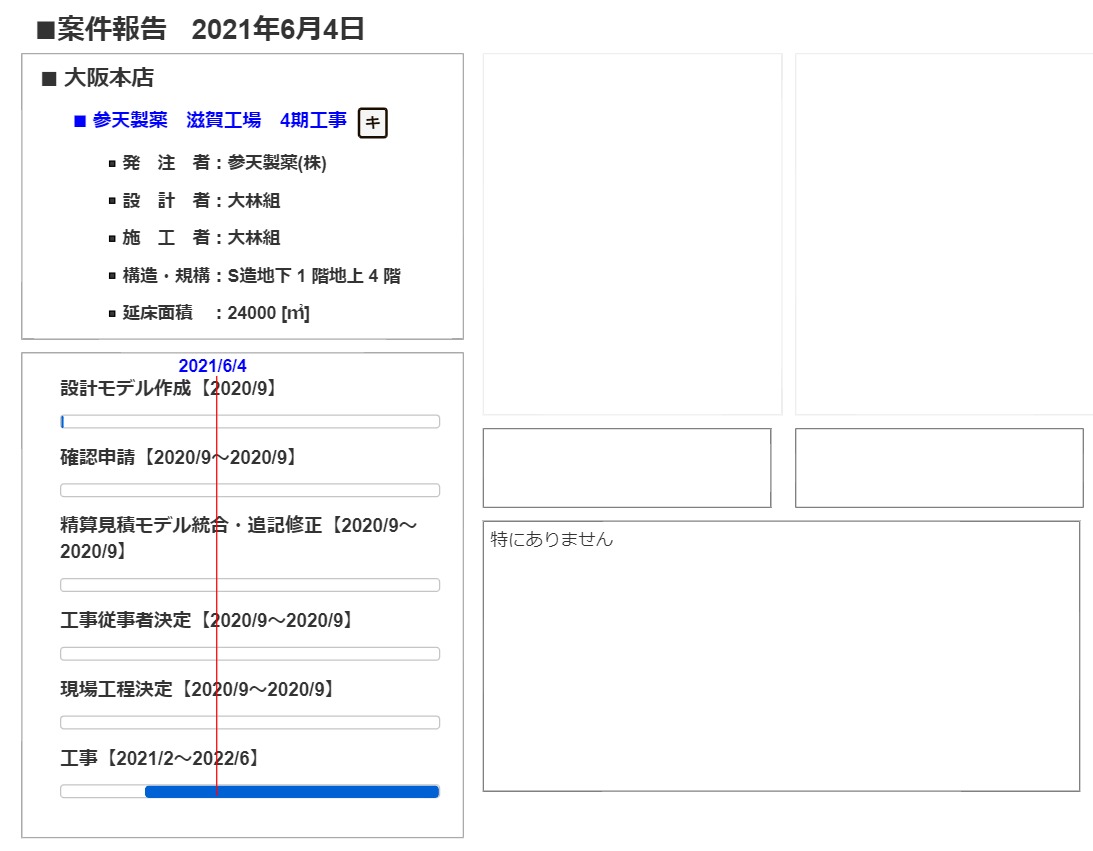 ■案件報告　2021年6月4日
■ 大阪本店
■ 参天製薬　滋賀工場　4期工事 キ
▪ 発　注　者：参天製薬(株)
▪ 設　計　者：大林組
▪ 施　工　者：大林組
▪ 構造・規構：S造地下 1 階地上 4 階
▪ 延床面積　：24000 [㎡]
2021/6/4
設計モデル作成【2020/9】
確認申請【2020/9～2020/9】
精算見積モデル統合・追記修正【2020/9～
2020/9】
工事従事者決定【2020/9～2020/9】
現場工程決定【2020/9～2020/9】
工事【2021/2～2022/6】
特にありません